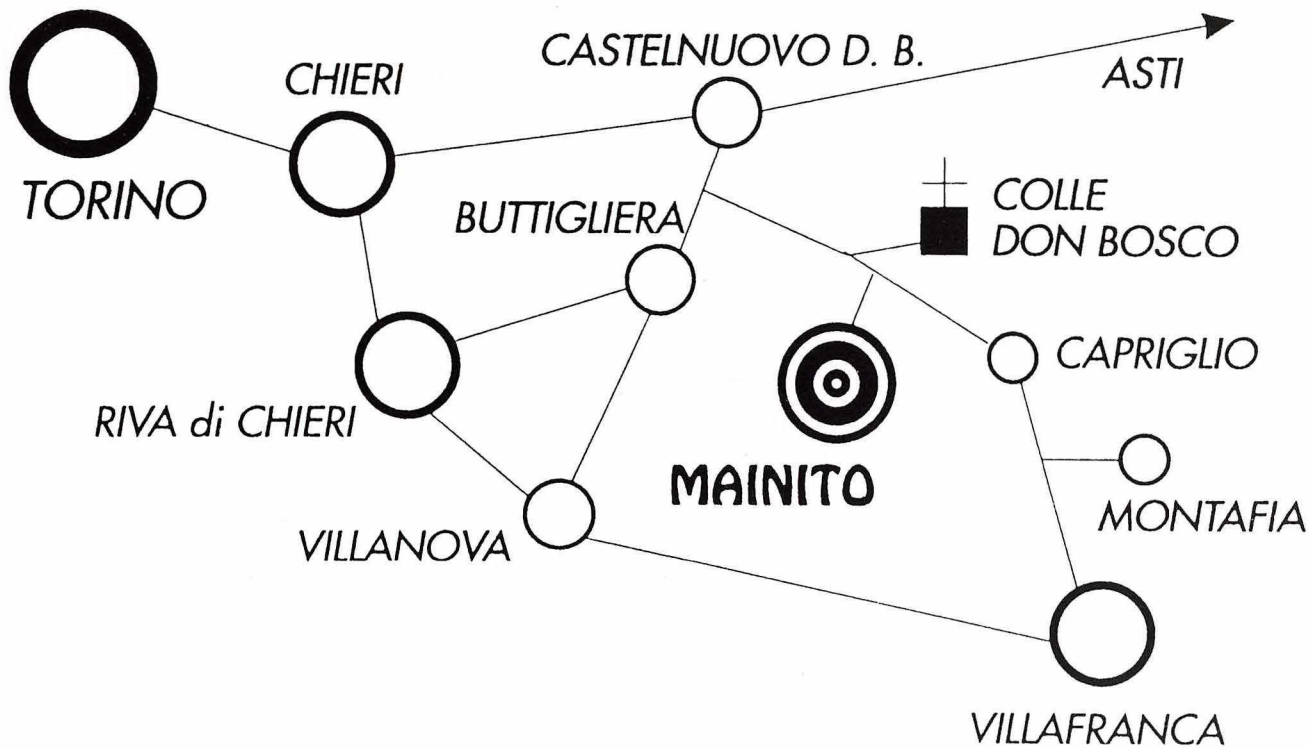 CASTELNUOVO D. B.
CHIERI
ASTI
TORINO
COLLE
DON BOSCO
BUTTIGLIERA
CAPRIGLIO
RIVA di CHIERI
MAINITO
MONTAFIA
VILLANOVA
VILLAFRANCA